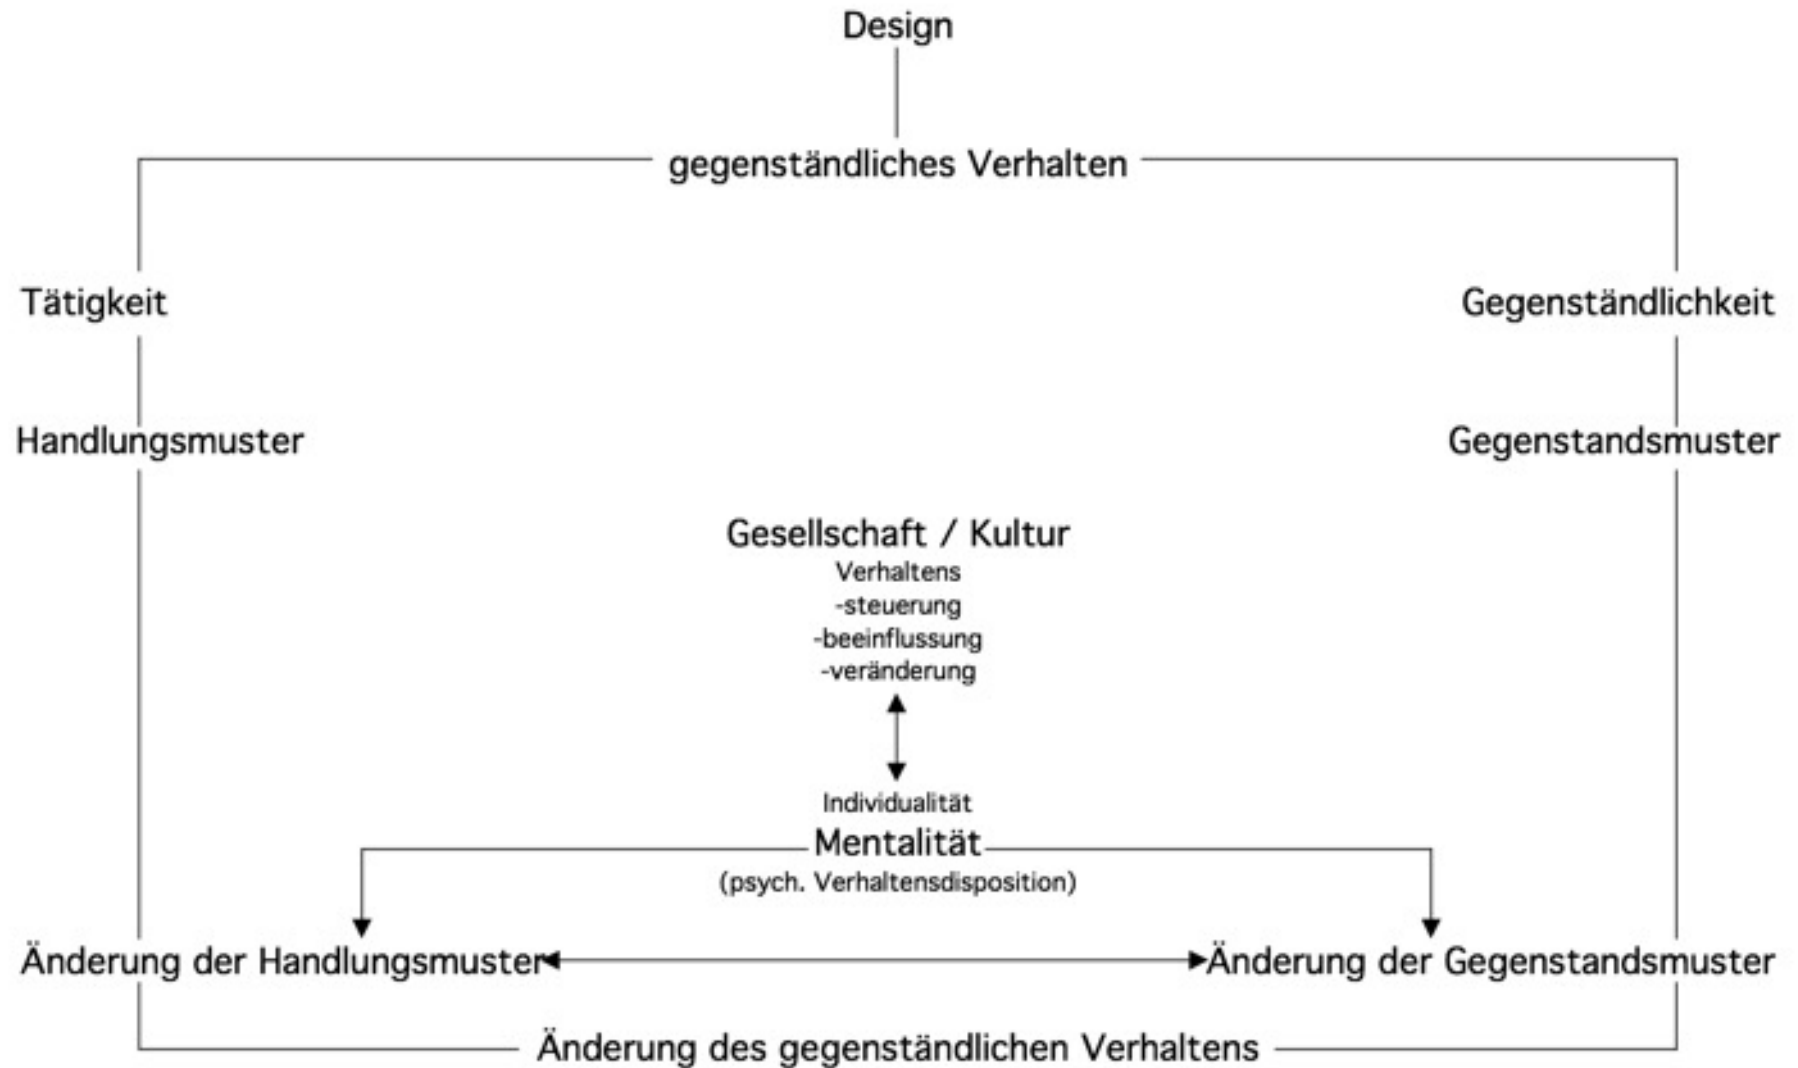 Design
gegenständliches Verhalten
Tätigkeit
Gegenständlichkeit
Handlungsmuster
Gegenstandsmuster
Gesellschaft / Kultur
Verhaltens
-steuerung
-beeinflussung
-veränderung
Individualität
Mentalität
(psych. Verhaltensdisposition)
Änderung der Handlungsmuster
Änderung der Gegenstandsmuster
Änderung des gegenständlichen Verhaltens